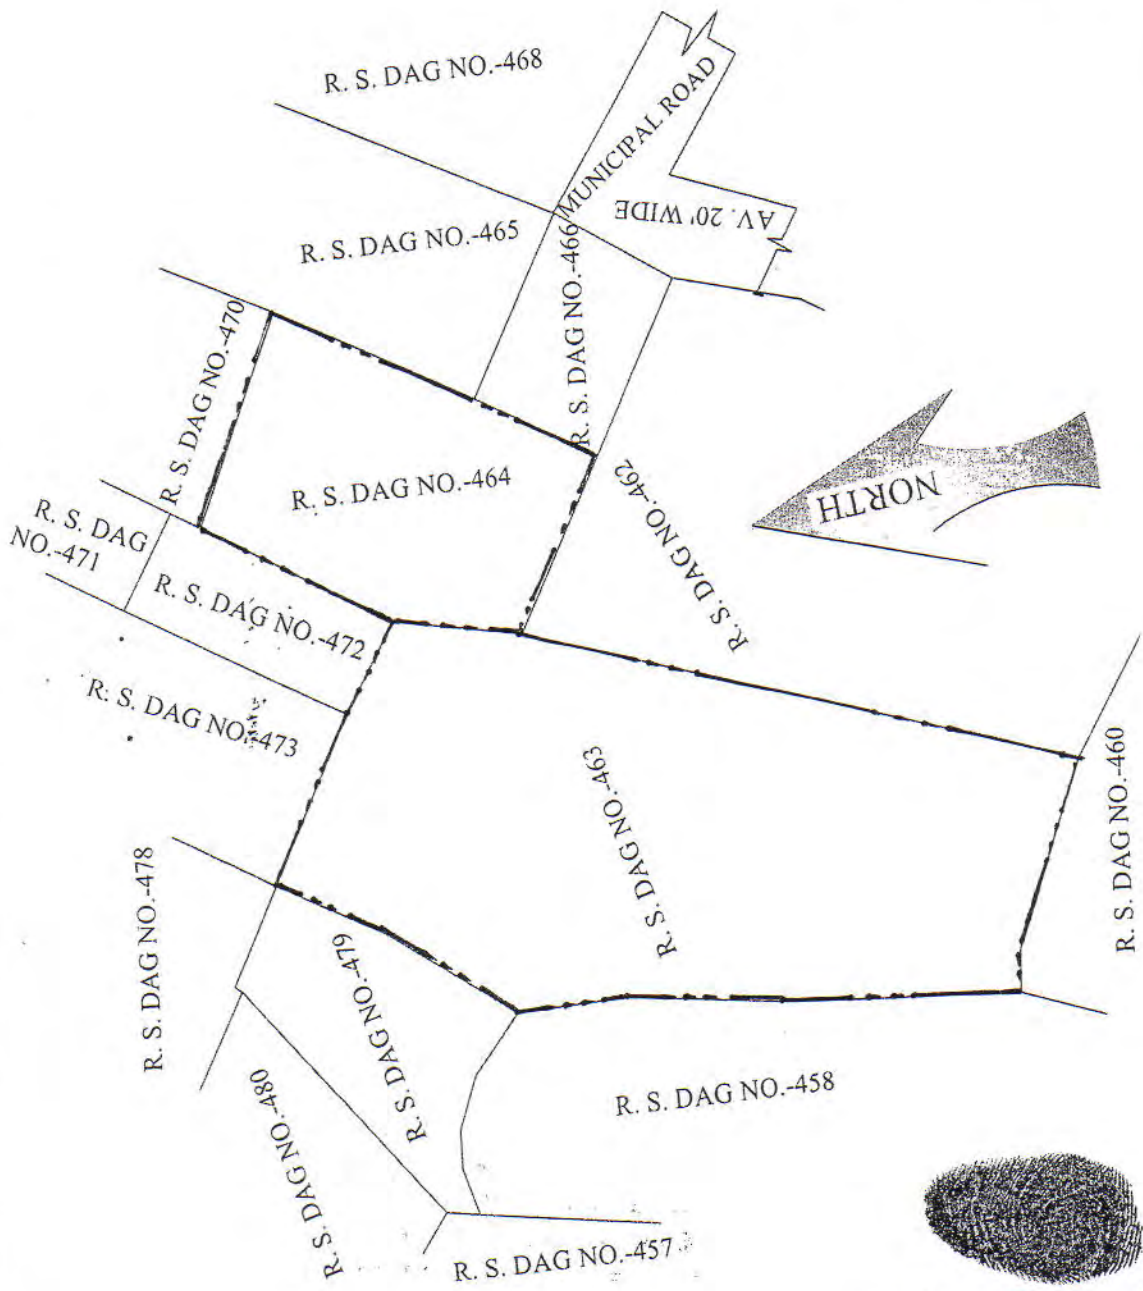 R. S. DAG NO.-468
MUNICIPAL ROAD
AV. 20' WIDE
R. S. DAG NO.-465
R. S. DAG NO.-466
R. S. DAG NO.-470
R. S. DAG NO.-464
R. S. DAG NO.-462
NORTH
R. S. DAG
NO.-471
R. S. DAG NO.-472
R. S. DAG NO.-473
R. S. DAG NO.-463
R. S. DAG NO.-460
R. S. DAG NO.-478
R. S. DAG NO.-479
R. S. DAG NO.-480
R. S. DAG NO.-458
R. S. DAG NO.-457